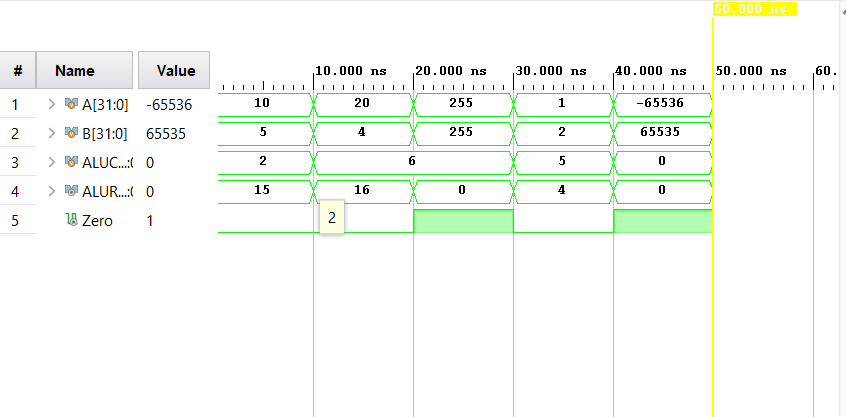 50.000 ns
# Name Value 10.000 ns 20.000 ns 30.000 ns 40.000 ns 50.000 ns 60.
1 A[31:0] -65536 10 20 255 1 -65536
2 B[31:0] 65535 5 4 255 2 65535
3 ALUC...:0 0 2 6 5 0
4 ALUR...:0 0 15 16 0 4 0
5 Zero 1
2